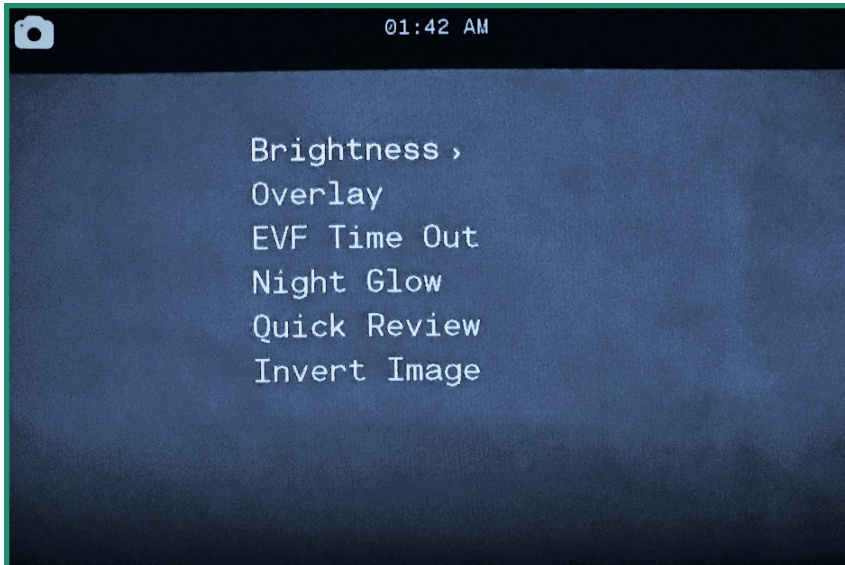 01:42 AM
Brightness ›
Overlay
EVF Time Out
Night Glow
Quick Review
Invert Image